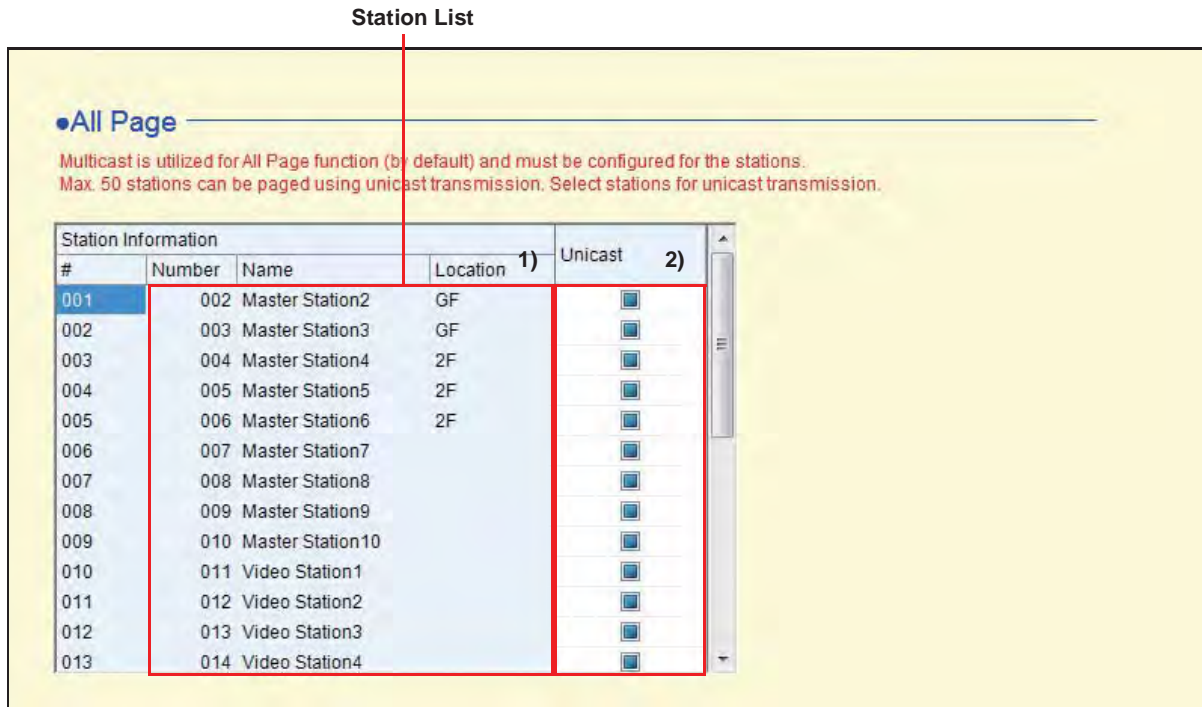 Station List
●All Page
Multicast is utilized for All Page function (by default) and must be configured for the stations.
Max. 50 stations can be paged using unicast transmission. Select stations for unicast transmission.
Station Information
Unicast 2)
# Number Name Location 1)
001 002 Master Station2 GF
002 003 Master Station3 GF
003 004 Master Station4 2F
004 005 Master Station5 2F
005 006 Master Station6 2F
006 007 Master Station7
007 008 Master Station8
008 009 Master Station9
009 010 Master Station10
010 011 Video Station1
011 012 Video Station2
012 013 Video Station3
013 014 Video Station4